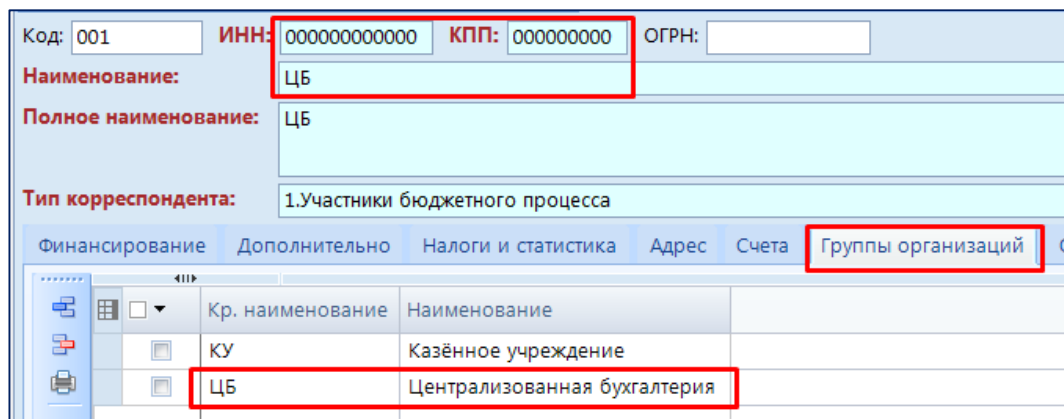 Код: 001 ИНН: 000000000000 КПП: 000000000 ОГРН:
Наименование: ЦБ
Полное наименование: ЦБ
Тип корреспондента: 1.Участники бюджетного процесса
Финансирование Дополнительно Налоги и статистика Адрес Счета Группы организаций
Кр. наименование Наименование
КУ Казённое учреждение
ЦБ Централизованная бухгалтерия